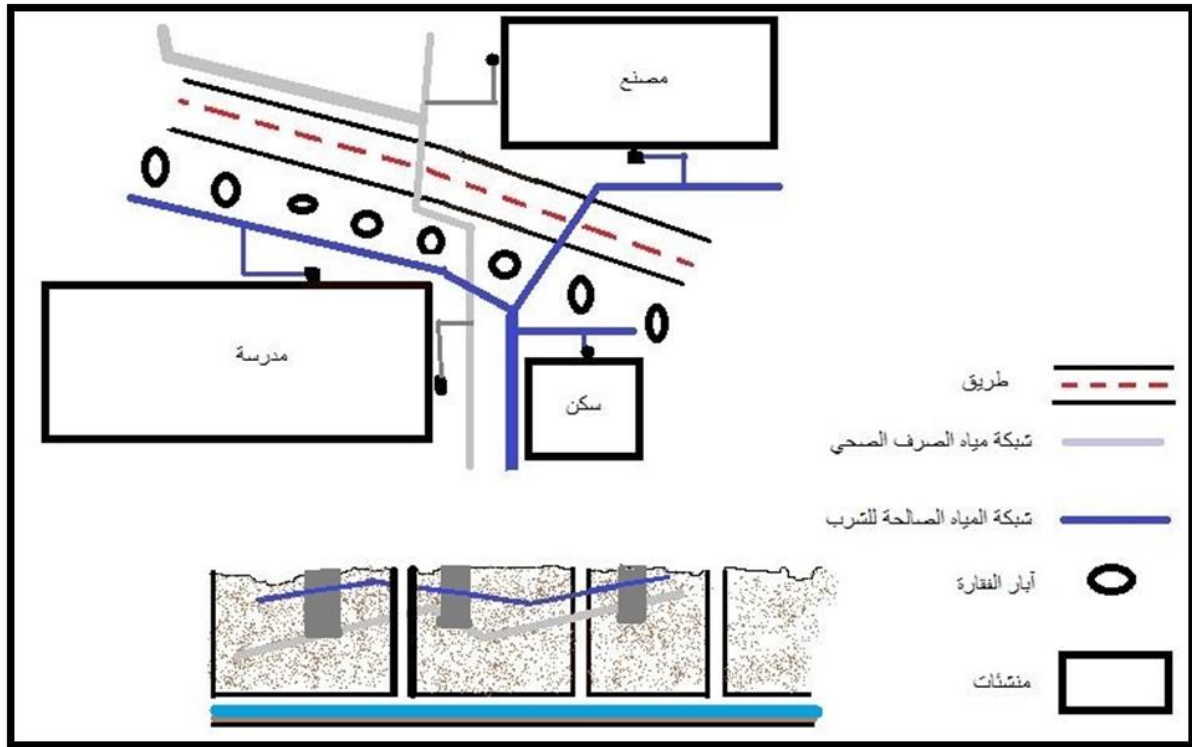 مصنع
مدرسة
سكن
طريق
شبكة مياه الصرف الصحي
شبكة المياه الصالحة للشرب
آبار الفقارة
منشئات